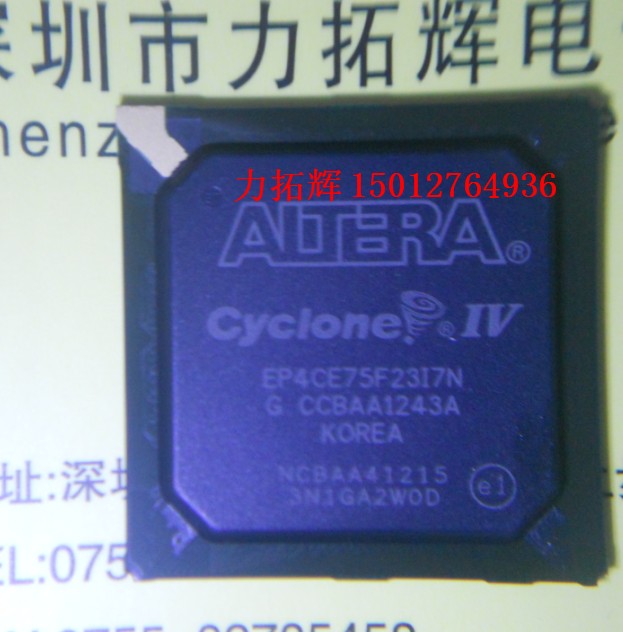 深圳市力拓辉电
henz
力拓辉 15012764936
ALTERA®
Cyclone® IV
EP4CE75F23I7N
G CCBAA1243A
KOREA
NCBAA41215
3N1GA2W0D
e1
址:深圳
EL:075